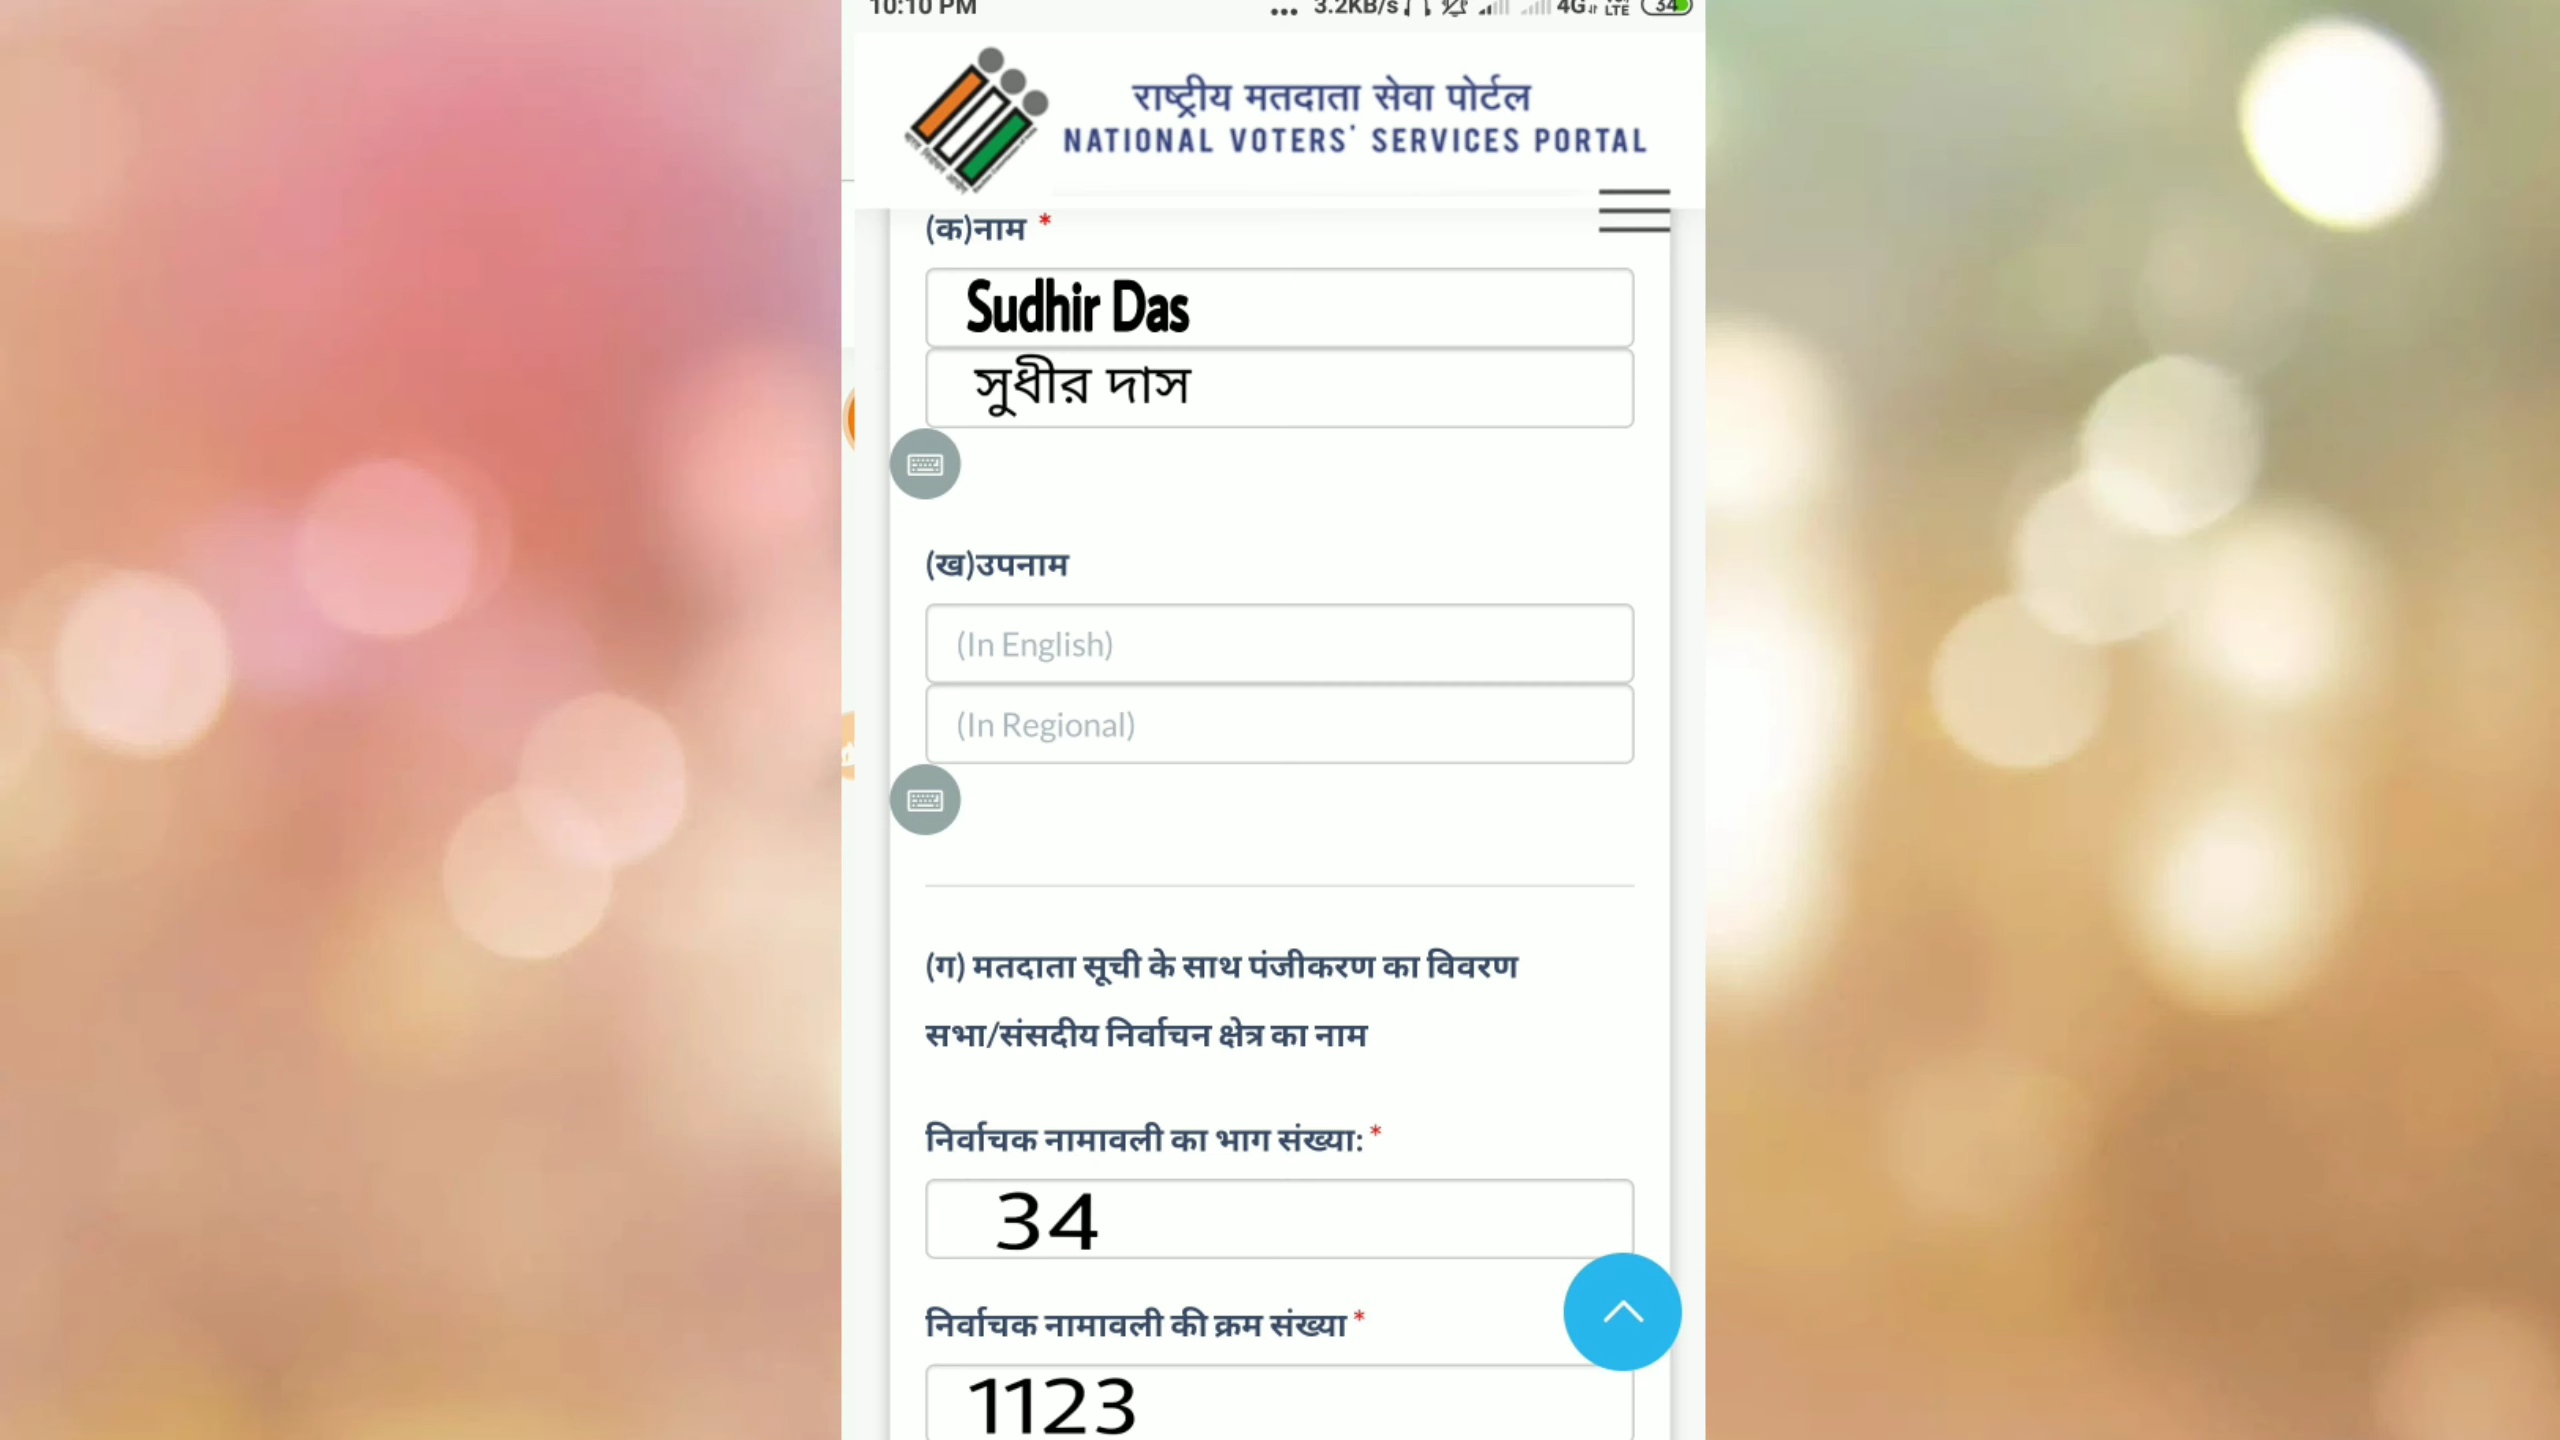 10:10 PM ... 3.2KB/s 4G LTE 34
राष्ट्रीय मतदाता सेवा पोर्टल
NATIONAL VOTERS' SERVICES PORTAL
(क)नाम *
Sudhir Das
সুধীর দাস
(ख)उपनाम
(In English)
(In Regional)
(ग) मतदाता सूची के साथ पंजीकरण का विवरण
सभा/संसदीय निर्वाचन क्षेत्र का नाम
निर्वाचक नामावली का भाग संख्या: *
34
निर्वाचक नामावली की क्रम संख्या *
1123